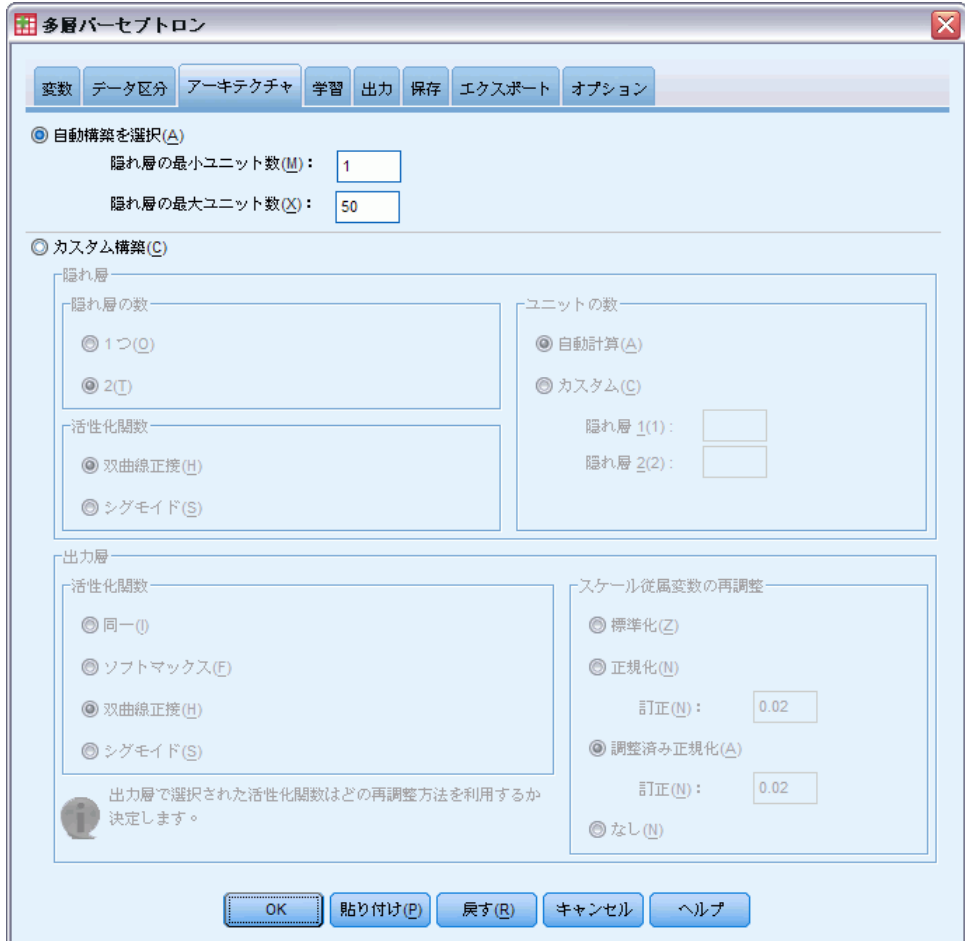 多層パーセプトロン
変数 データ区分 アーキテクチャ 学習 出力 保存 エクスポート オプション
自動構築を選択(A)
隠れ層の最小ユニット数(M): 1
隠れ層の最大ユニット数(X): 50
カスタム構築(C)
隠れ層
隠れ層の数
1つ(O)
2(T)
活性化関数
双曲線正接(H)
シグモイド(S)
ユニットの数
自動計算(A)
カスタム(C)
隠れ層 1(1):
隠れ層 2(2):
出力層
活性化関数
同一(I)
ソフトマックス(F)
双曲線正接(H)
シグモイド(S)
出力層で選択された活性化関数はどの再調整方法を利用するか
決定します。
スケール従属変数の再調整
標準化(Z)
正規化(N)
訂正(N): 0.02
調整済み正規化(A)
訂正(N): 0.02
なし(N)
OK 貼り付け(P) 戻す(R) キャンセル ヘルプ